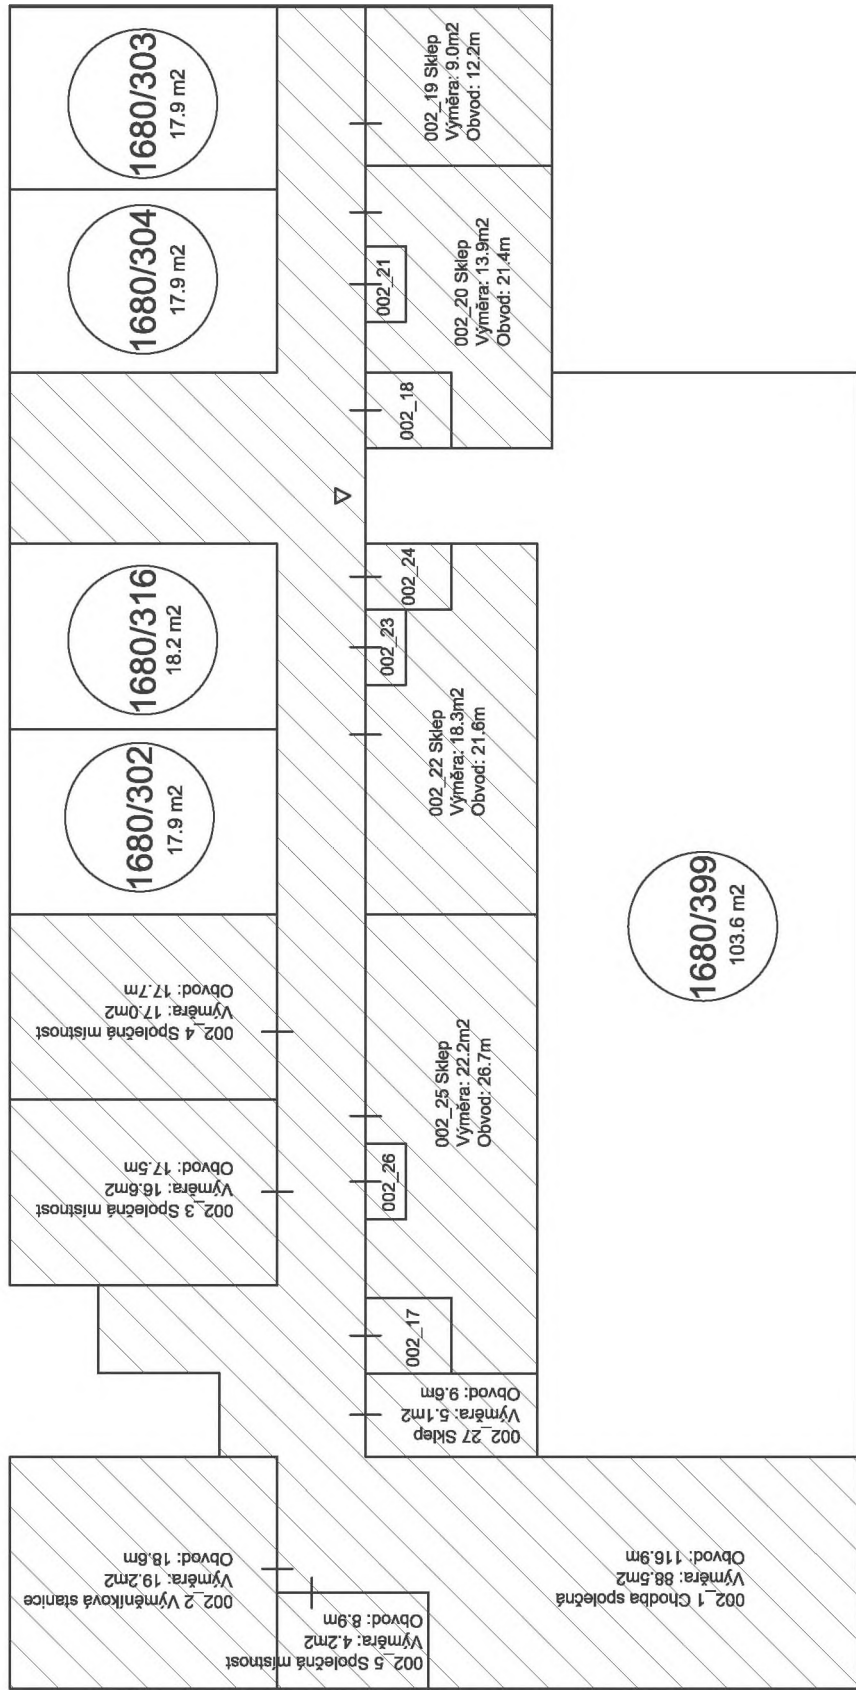 1680/303
17.9 m2
1680/304
17.9 m2
1680/316
18.2 m2
1680/302
17.9 m2
002_4 Společná místnost
Výměra: 17.0m2
Obvod: 17.7m
002_3 Společná místnost
Výměra: 16.6m2
Obvod: 17.5m
002_2 Výměníková stanice
Výměra: 19.2m2
Obvod: 18.6m
002_5 Společná místnost
Výměra: 4.2m2
Obvod: 8.9m
002_19 Sklep
Výměra: 9.0m2
Obvod: 12.2m
002_20 Sklep
Výměra: 13.9m2
Obvod: 21.4m
002_21
002_18
002_24
002_23
002_22 Sklep
Výměra: 18.3m2
Obvod: 21.6m
002_25 Sklep
Výměra: 22.2m2
Obvod: 26.7m
002_26
002_17
002_27 Sklep
Výměra: 5.1m2
Obvod: 9.6m
002_1 Chodba společná
Výměra: 88.5m2
Obvod: 116.9m
1680/399
103.6 m2